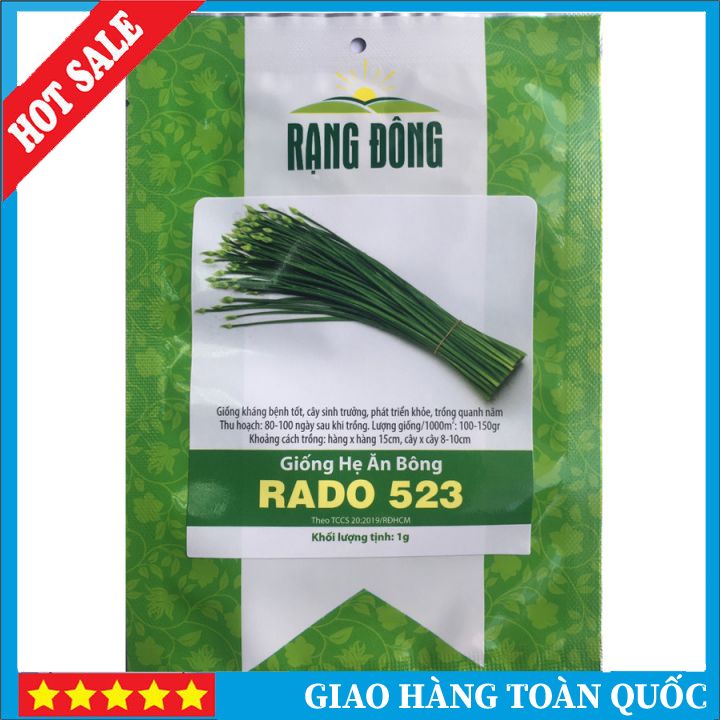 HOT SALE
RẠNG ĐÔNG
Giống kháng bệnh tốt, cây sinh trưởng, phát triển khỏe, trồng quanh năm
Thu hoạch: 80-100 ngày sau khi trồng. Lượng giống/1000m²: 100-150gr
Khoảng cách trồng: hàng x hàng 15cm, cây x cây 8-10cm
Giống Hẹ Ăn Bông
RADO 523
Theo TCCS 20:2019/RĐHCM
Khối lượng tịnh: 1g
GIAO HÀNG TOÀN QUỐC